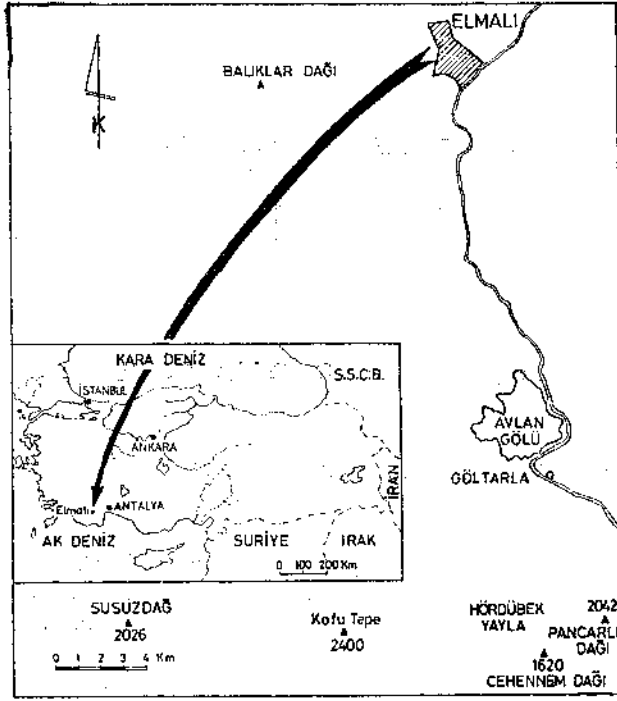 ELMALI
BALIKLAR DAĞI
K
KARA DENİZ
S.S.C.B.
İSTANBUL
ANKARA
İRAN
Elmalı
ANTALYA
AK DENİZ
SURİYE
IRAK
0 100 200 Km
AVLAN
GÖLÜ
GÖLTARLA
SUSUZDAĞ
2026
0 1 2 3 4 Km
Kofu Tepe
2400
HÖRDÜBEK
YAYLA
2042
PANCARLI
DAĞI
1620
CEHENNEM DAĞI